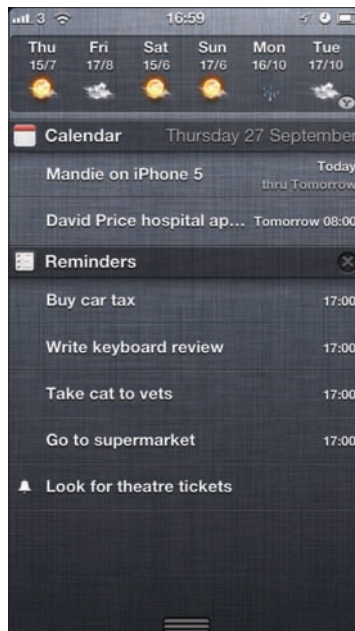 3 16:59
Thu Fri Sat Sun Mon Tue
15/7 17/8 15/6 17/6 16/10 17/10
Y
Calendar Thursday 27 September
Mandie on iPhone 5 Today
thru Tomorrow
David Price hospital ap... Tomorrow 08:00
Reminders
Buy car tax 17:00
Write keyboard review 17:00
Take cat to vets 17:00
Go to supermarket 17:00
Look for theatre tickets